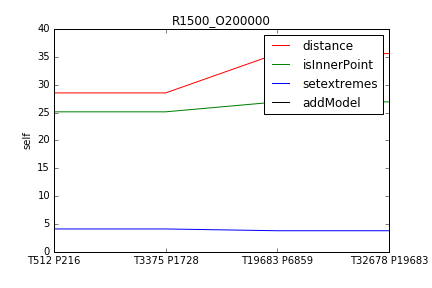 R1500_O200000
40
35
30
25
20
15
10
5
0
self
distance
isInnerPoint
setextremes
addModel
T512 P216
T3375 P1728
T19683 P6859
T32678 P19683